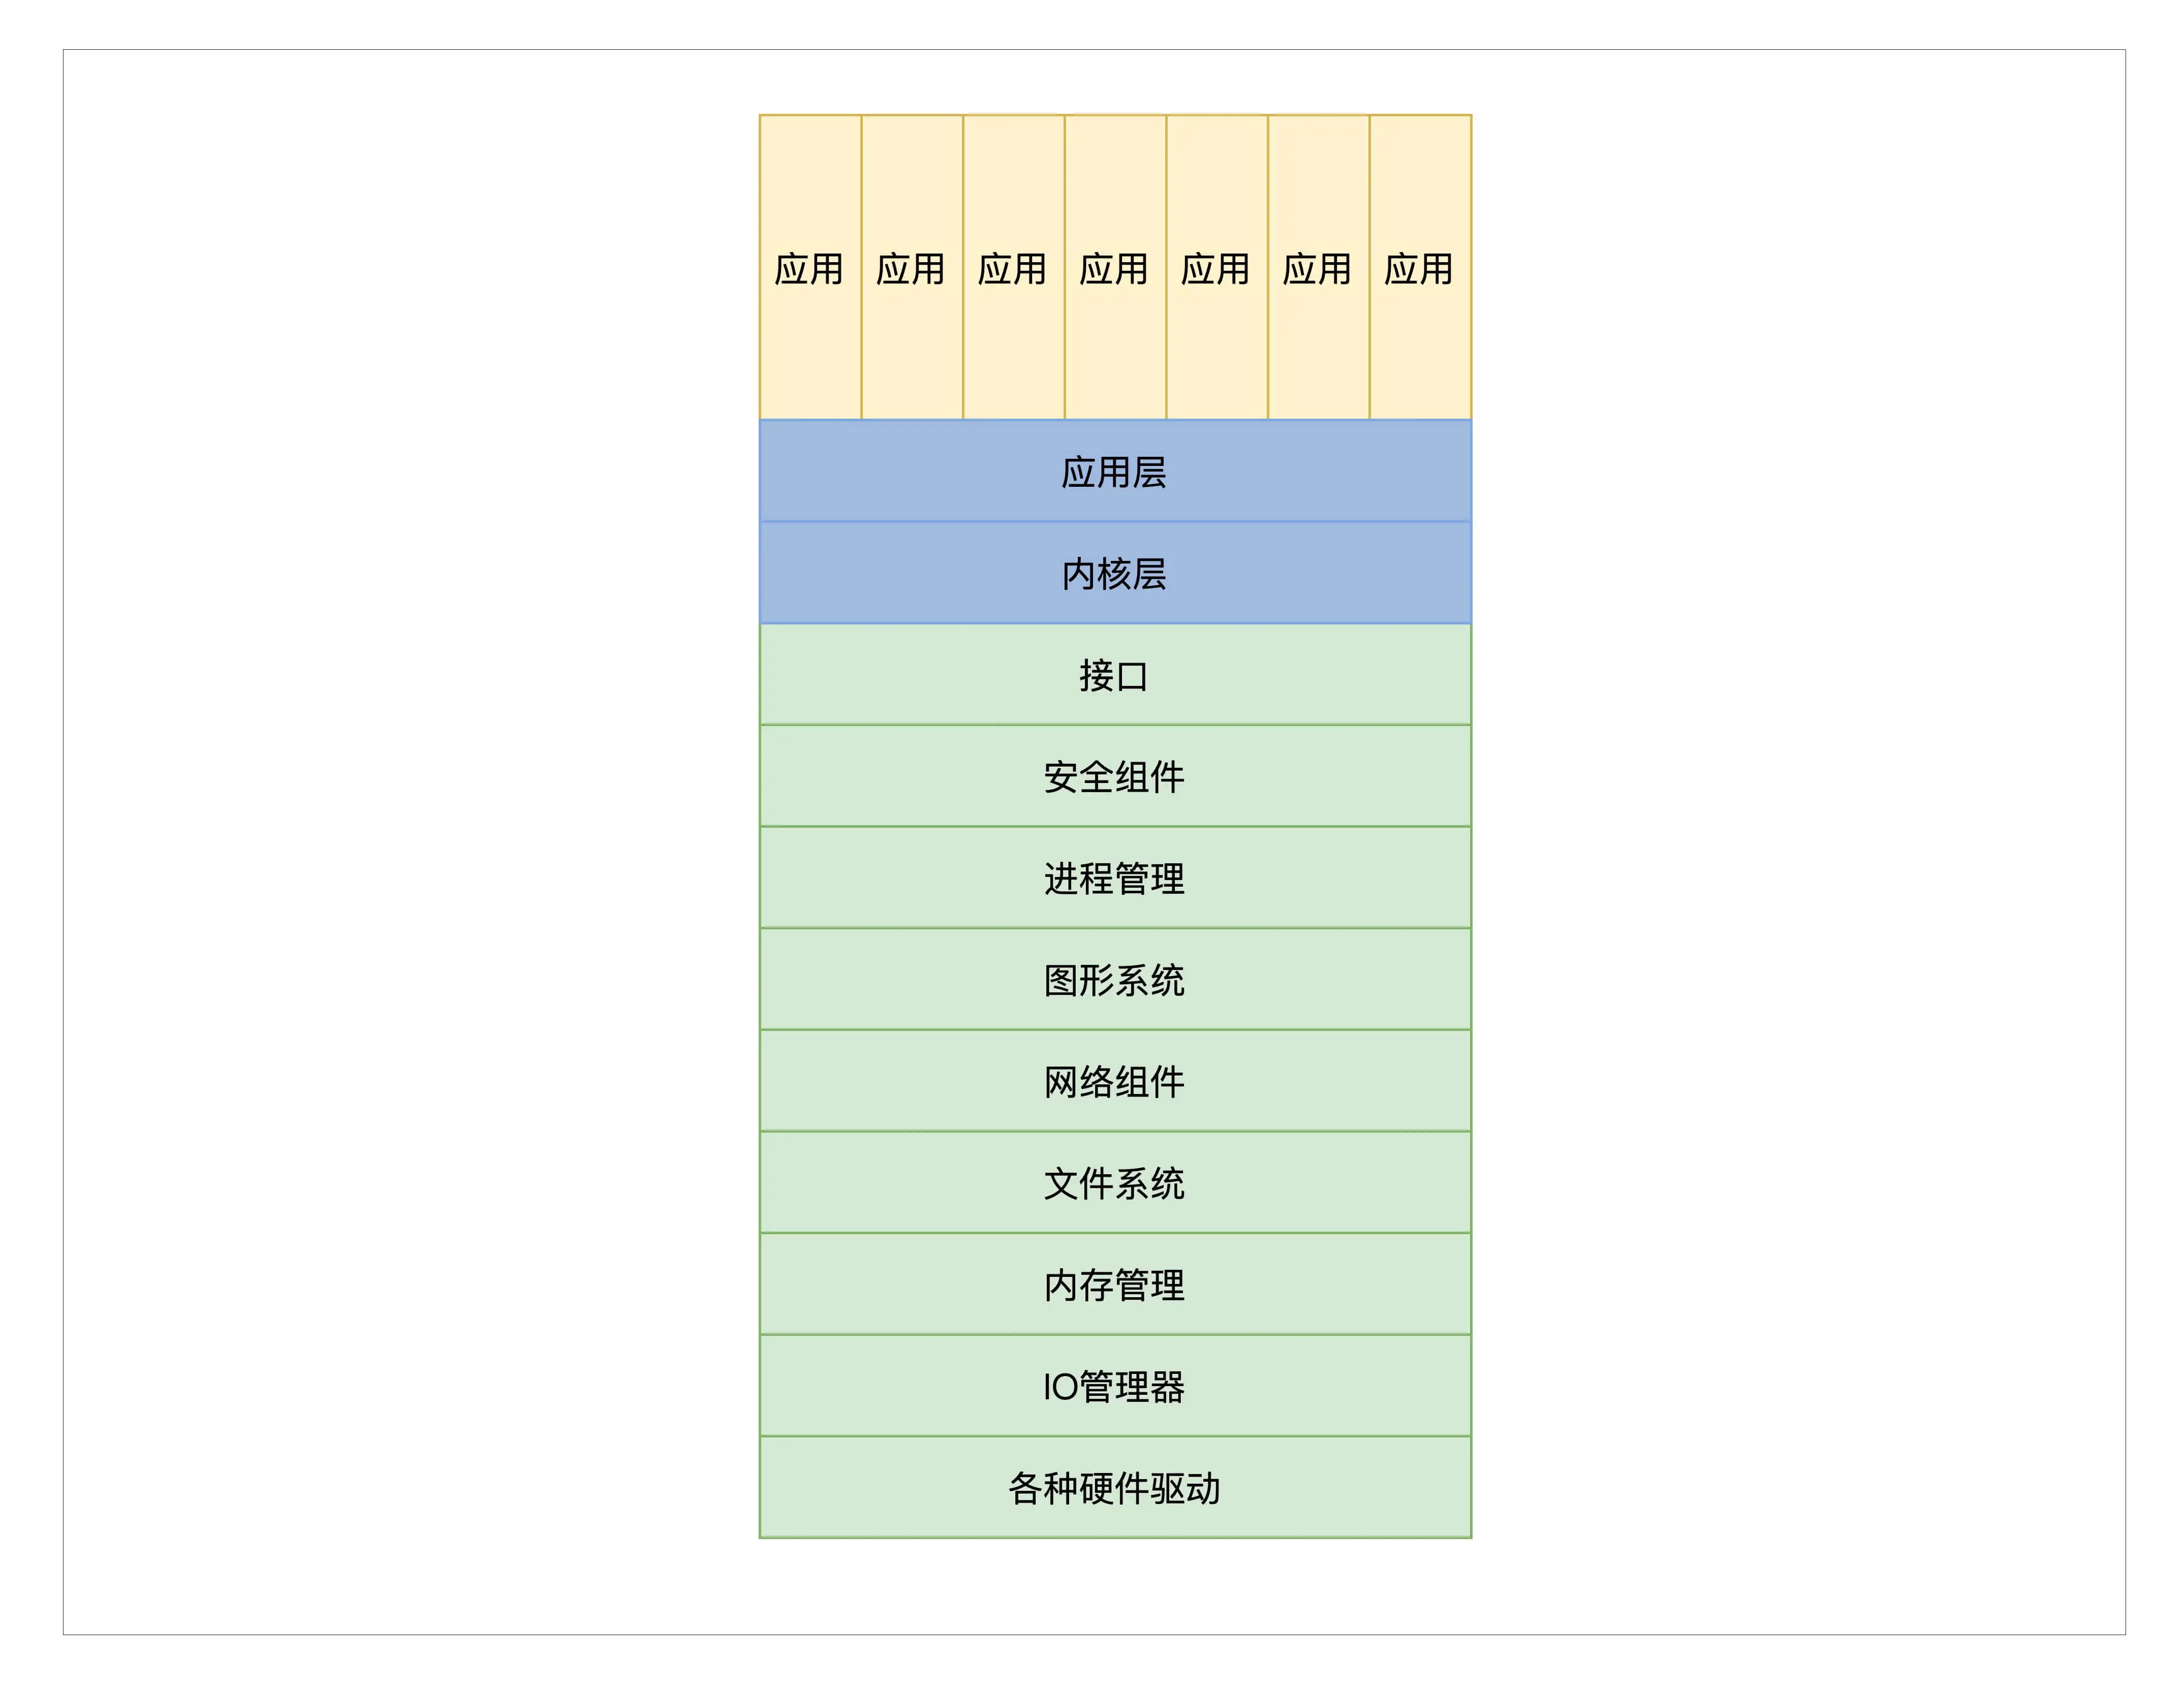 应用 应用 应用 应用 应用 应用 应用
应用层
内核层
接口
安全组件
进程管理
图形系统
网络组件
文件系统
内存管理
IO管理器
各种硬件驱动